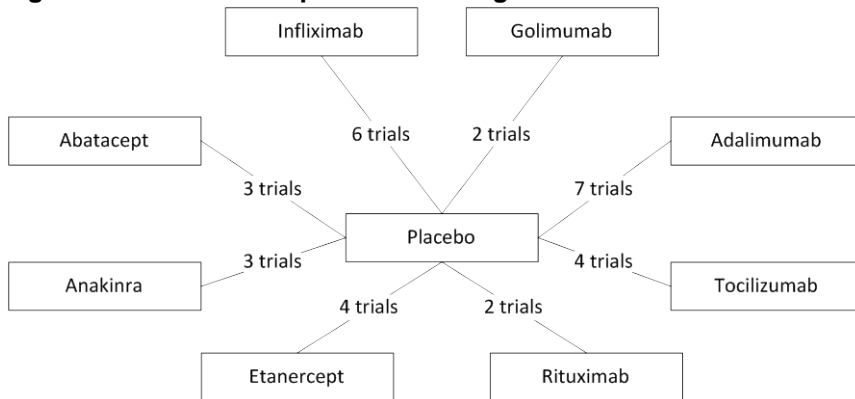 Infliximab
Golimumab
6 trials
2 trials
Abatacept
Adalimumab
3 trials
7 trials
Placebo
3 trials
4 trials
Anakinra
Tocilizumab
4 trials
2 trials
Etanercept
Rituximab